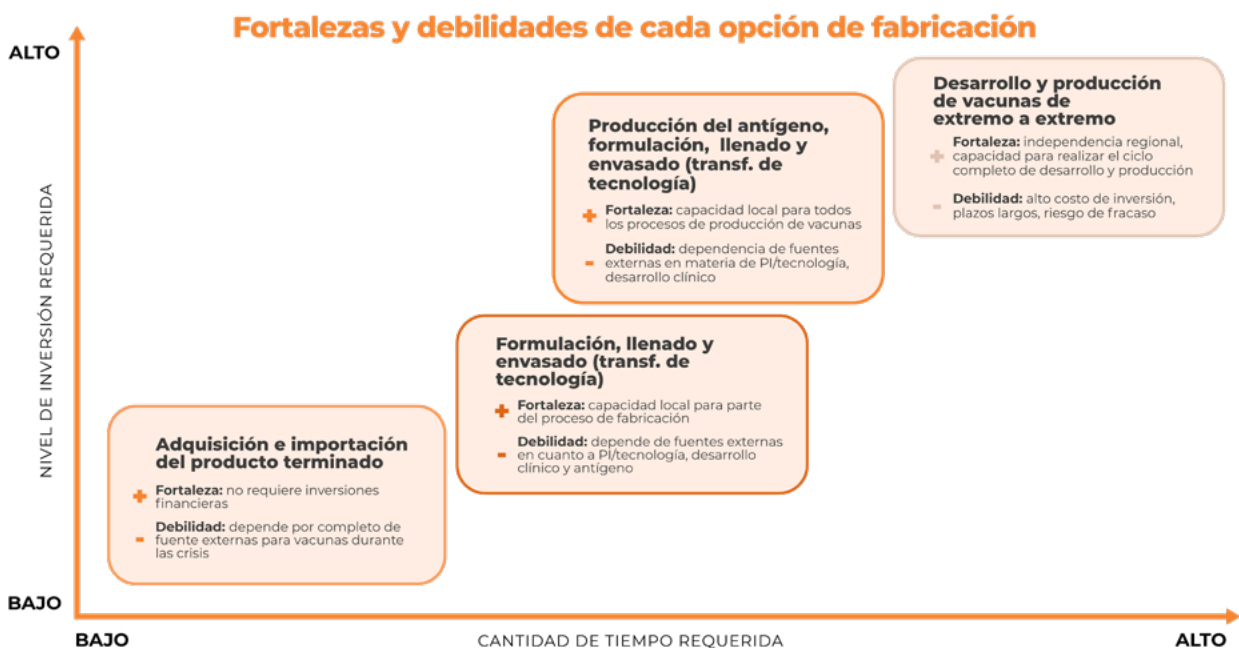 Fortalezas y debilidades de cada opción de fabricación
ALTO
NIVEL DE INVERSIÓN REQUERIDA
BAJO
Adquisición e importación
del producto terminado
+ Fortaleza: no requiere inversiones
financieras
- Debilidad: depende por completo de
fuente externas para vacunas durante
las crisis
Formulación, llenado y
envasado (transf. de
tecnología)
+ Fortaleza: capacidad local para parte
del proceso de fabricación
- Debilidad: depende de fuentes externas
en cuanto a PI/tecnología, desarrollo
clínico y antígeno
Producción del antígeno,
formulación, llenado y
envasado (transf. de
tecnología)
+ Fortaleza: capacidad local para todos
los procesos de producción de vacunas
- Debilidad: dependencia de fuentes
externas en materia de PI/tecnología,
desarrollo clínico
Desarrollo y producción
de vacunas de
extremo a extremo
+ Fortaleza: independencia regional,
capacidad para realizar el ciclo
completo de desarrollo y producción
- Debilidad: alto costo de inversión,
plazos largos, riesgo de fracaso
BAJO
CANTIDAD DE TIEMPO REQUERIDA
ALTO